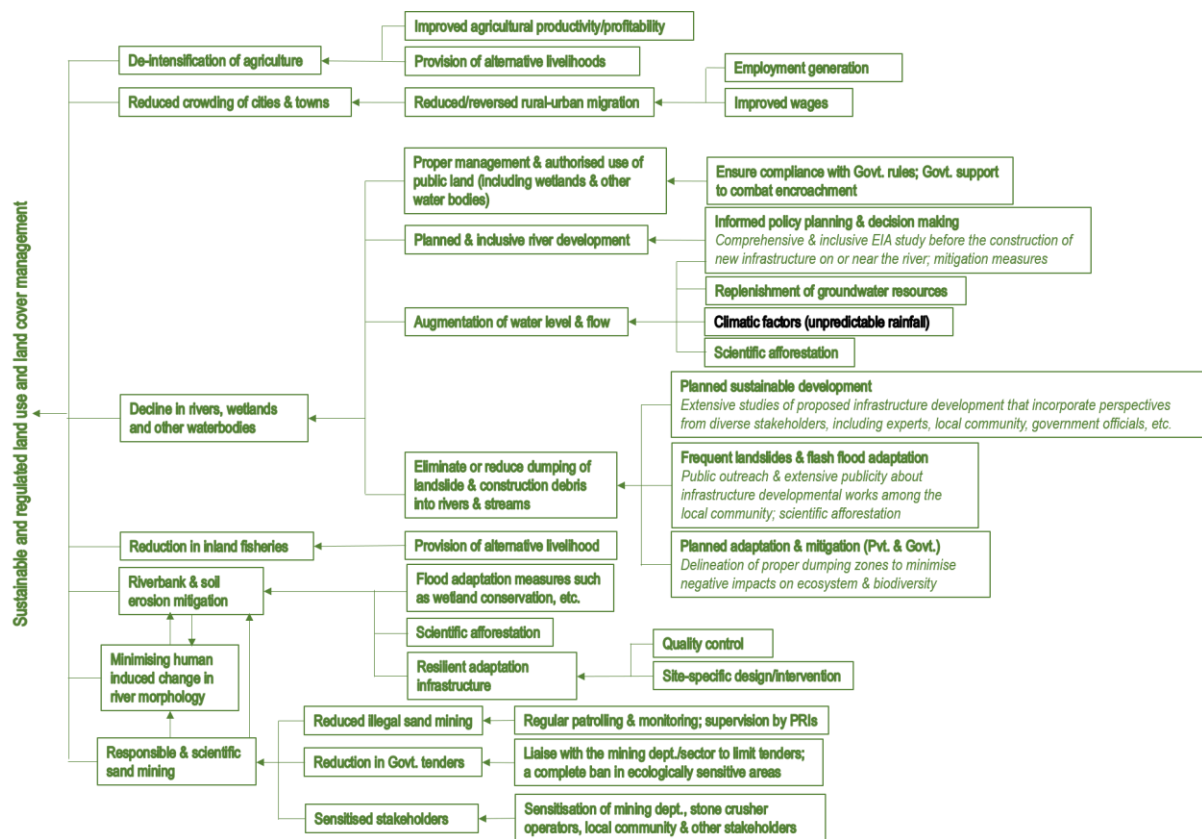 Sustainable and regulated land use and land cover management
De-intensification of agriculture
Improved agricultural productivity/profitability
Provision of alternative livelihoods
Reduced crowding of cities & towns
Reduced/reversed rural-urban migration
Employment generation
Improved wages
Decline in rivers, wetlands
and other waterbodies
Proper management & authorised use of
public land (including wetlands & other
water bodies)
Ensure compliance with Govt. rules; Govt. support
to combat encroachment
Planned & inclusive river development
Informed policy planning & decision making
Comprehensive & inclusive EIA study before the construction of
new infrastructure on or near the river; mitigation measures
Augmentation of water level & flow
Replenishment of groundwater resources
Climatic factors (unpredictable rainfall)
Scientific afforestation
Eliminate or reduce dumping of
landslide & construction debris
into rivers & streams
Planned sustainable development
Extensive studies of proposed infrastructure development that incorporate perspectives
from diverse stakeholders, including experts, local community, government officials, etc.
Frequent landslides & flash flood adaptation
Public outreach & extensive publicity about
infrastructure developmental works among the
local community; scientific afforestation
Planned adaptation & mitigation (Pvt. & Govt.)
Delineation of proper dumping zones to minimise
negative impacts on ecosystem & biodiversity
Reduction in inland fisheries
Provision of alternative livelihood
Riverbank & soil
erosion mitigation
Flood adaptation measures such
as wetland conservation, etc.
Scientific afforestation
Resilient adaptation
infrastructure
Quality control
Site-specific design/intervention
Minimising human
induced change in
river morphology
Responsible & scientific
sand mining
Reduced illegal sand mining
Regular patrolling & monitoring; supervision by PRIs
Reduction in Govt. tenders
Liaise with the mining dept./sector to limit tenders;
a complete ban in ecologically sensitive areas
Sensitised stakeholders
Sensitisation of mining dept., stone crusher
operators, local community & other stakeholders